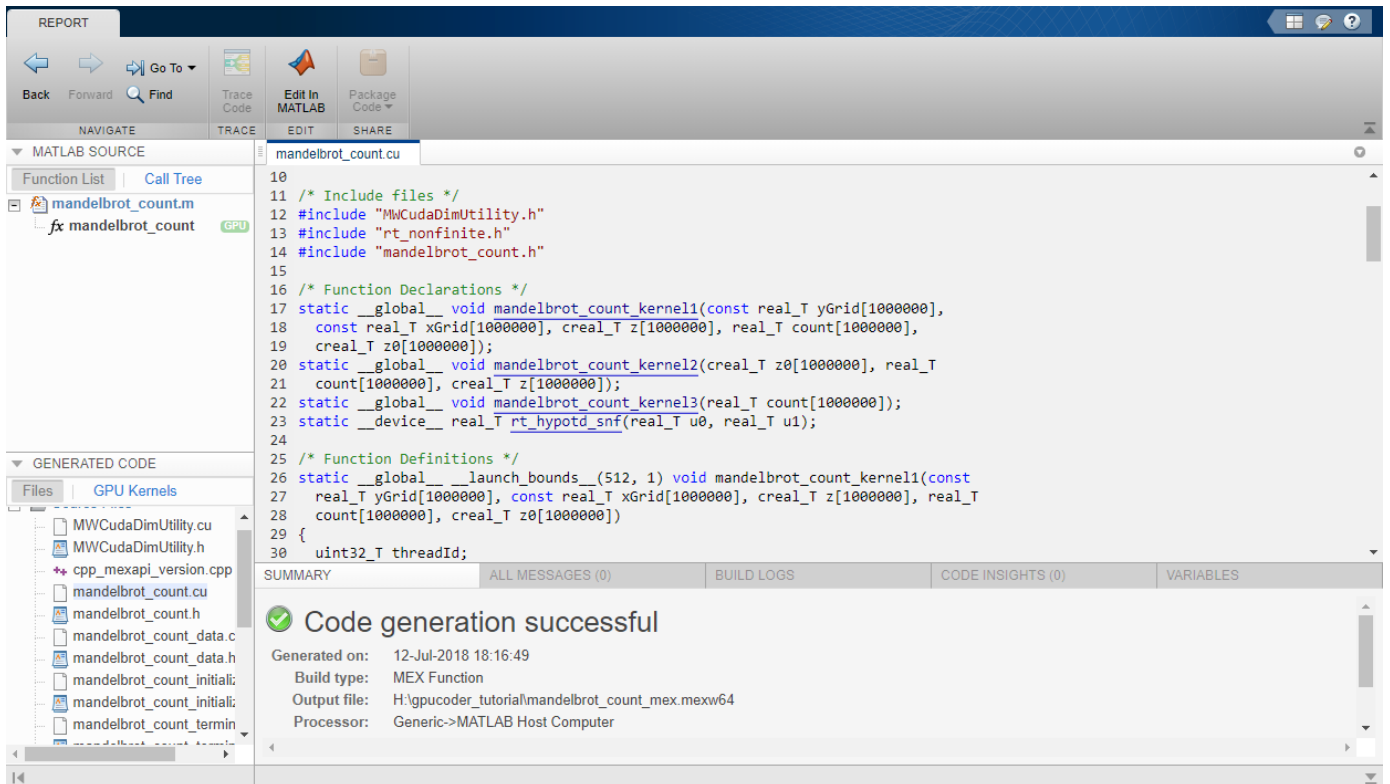 REPORT
Back
Forward
Go To
Find
Trace Code
Edit In MATLAB
Package Code
NAVIGATE
TRACE
EDIT
SHARE
MATLAB SOURCE
Function List
Call Tree
mandelbrot_count.m
fx mandelbrot_count
GPU
GENERATED CODE
Files
GPU Kernels
MWCudaDimUtility.cu
MWCudaDimUtility.h
cpp_mexapi_version.cpp
mandelbrot_count.cu
mandelbrot_count.h
mandelbrot_count_data.c
mandelbrot_count_data.h
mandelbrot_count_initializ
mandelbrot_count_initializ
mandelbrot_count_termin
mandelbrot_count.cu
10
11 /* Include files */
12 #include "MWCudaDimUtility.h"
13 #include "rt_nonfinite.h"
14 #include "mandelbrot_count.h"
15
16 /* Function Declarations */
17 static __global__ void mandelbrot_count_kernel1(const real_T yGrid[1000000],
18 const real_T xGrid[1000000], creal_T z[1000000], real_T count[1000000],
19 creal_T z0[1000000]);
20 static __global__ void mandelbrot_count_kernel2(creal_T z0[1000000], real_T
21 count[1000000], creal_T z[1000000]);
22 static __global__ void mandelbrot_count_kernel3(real_T count[1000000]);
23 static __device__ real_T rt_hypotd_snf(real_T u0, real_T u1);
24
25 /* Function Definitions */
26 static __global__ __launch_bounds__(512, 1) void mandelbrot_count_kernel1(const
27 real_T yGrid[1000000], const real_T xGrid[1000000], creal_T z[1000000], real_T
28 count[1000000], creal_T z0[1000000])
29 {
30 uint32_T threadId;
SUMMARY
ALL MESSAGES (0)
BUILD LOGS
CODE INSIGHTS (0)
VARIABLES
Code generation successful
Generated on: 12-Jul-2018 18:16:49
Build type: MEX Function
Output file: H:\gpucoder_tutorial\mandelbrot_count_mex.mexw64
Processor: Generic->MATLAB Host Computer